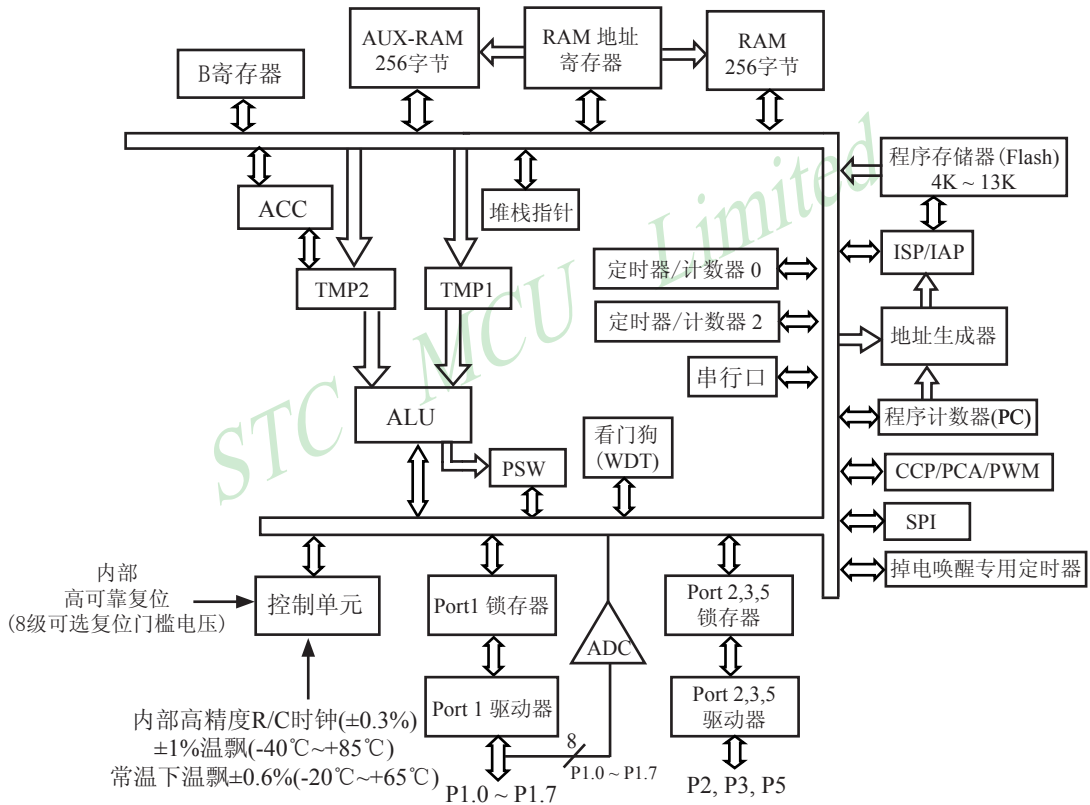 AUX-RAM
256字节
RAM 地址
寄存器
RAM
256字节
B寄存器
程序存储器(Flash)
4K ~ 13K
ACC
堆栈指针
ISP/IAP
定时器/计数器 0
TMP2
TMP1
定时器/计数器 2
地址生成器
串行口
ALU
程序计数器(PC)
看门狗
(WDT)
PSW
CCP/PCA/PWM
SPI
掉电唤醒专用定时器
内部
高可靠复位
(8级可选复位门槛电压)
控制单元
Port1 锁存器
ADC
Port 2,3,5
锁存器
Port 1 驱动器
Port 2,3,5
驱动器
内部高精度R/C时钟(±0.3%)
±1%温飘(-40℃~+85℃)
常温下温飘±0.6%(-20℃~+65℃)
8
P1.0 ~ P1.7
P1.0 ~ P1.7
P2, P3, P5
STC MCU Limited